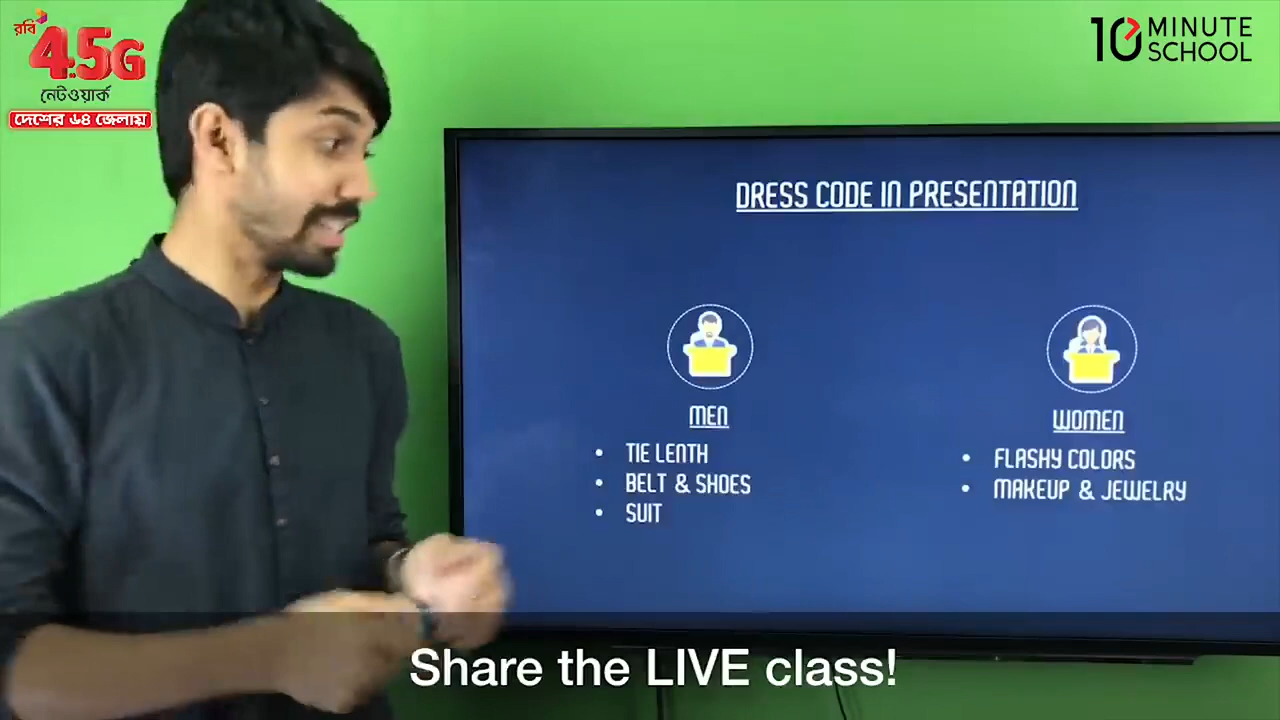 রবি
4.5G
নেটওয়ার্ক
দেশের ৬৪ জেলায়
10 MINUTE
SCHOOL
DRESS CODE IN PRESENTATION
MEN
• TIE LENTH
• BELT & SHOES
• SUIT
WOMEN
• FLASHY COLORS
• MAKEUP & JEWELRY
Share the LIVE class!